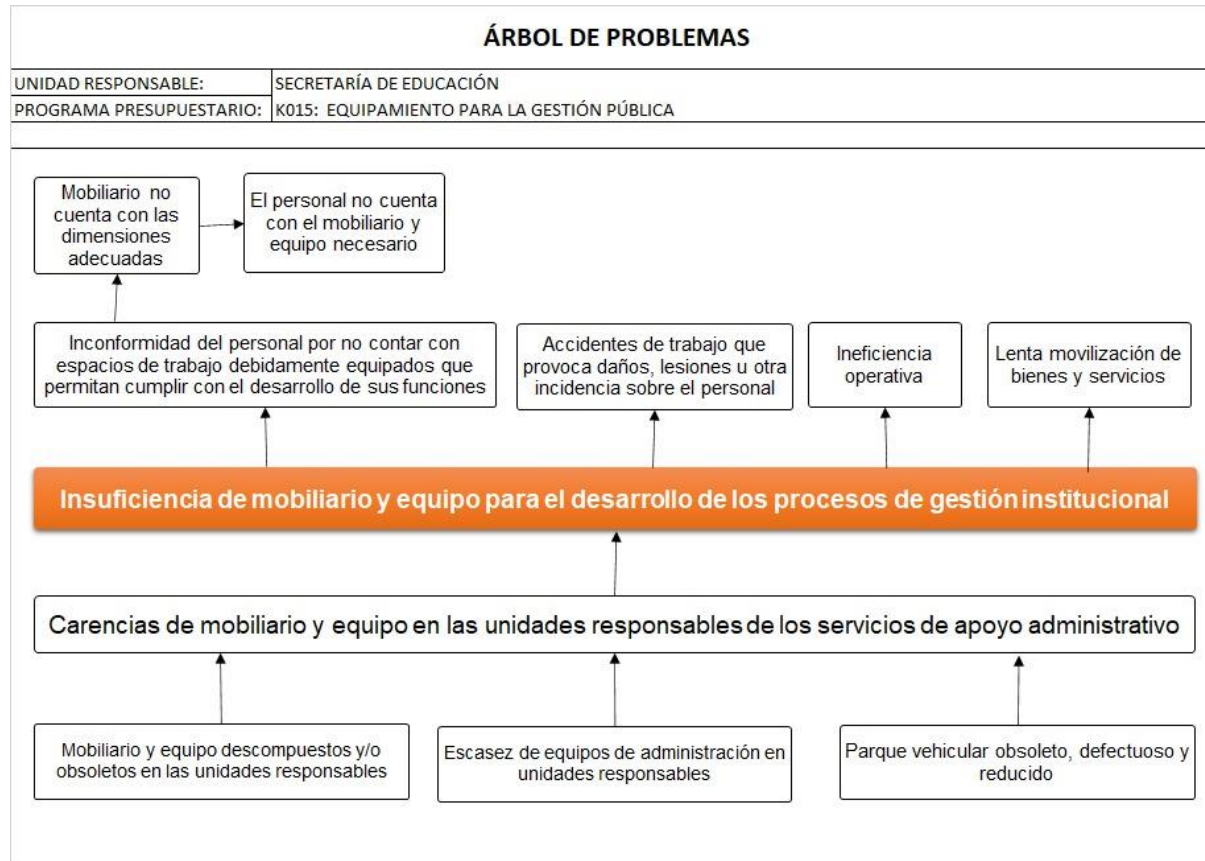 ÁRBOL DE PROBLEMAS
UNIDAD RESPONSABLE: SECRETARÍA DE EDUCACIÓN
PROGRAMA PRESUPUESTARIO: K015: EQUIPAMIENTO PARA LA GESTIÓN PÚBLICA
Mobiliario no
cuenta con las
dimensiones
adecuadas
El personal no cuenta
con el mobiliario y
equipo necesario
Inconformidad del personal por no contar con
espacios de trabajo debidamente equipados que
permitan cumplir con el desarrollo de sus funciones
Accidentes de trabajo que
provoca daños, lesiones u otra
incidencia sobre el personal
Ineficiencia
operativa
Lenta movilización de
bienes y servicios
Insuficiencia de mobiliario y equipo para el desarrollo de los procesos de gestión institucional
Carencias de mobiliario y equipo en las unidades responsables de los servicios de apoyo administrativo
Mobiliario y equipo descompuestos y/o
obsoletos en las unidades responsables
Escasez de equipos de administración en
unidades responsables
Parque vehicular obsoleto, defectuoso y
reducido